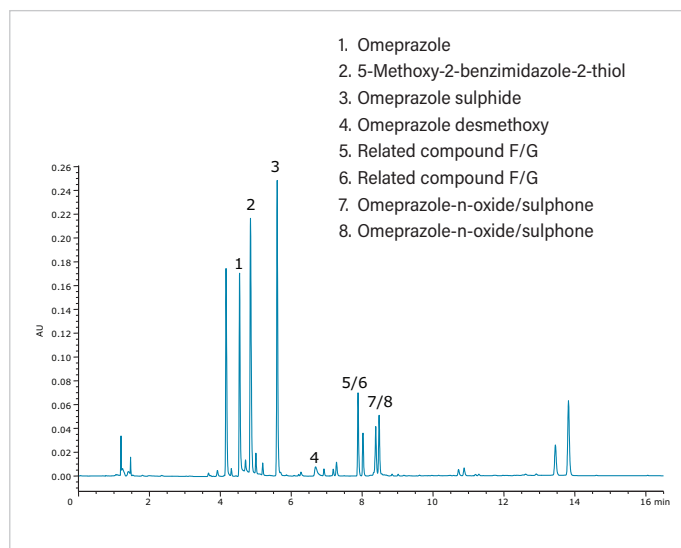 1. Omeprazole
2. 5-Methoxy-2-benzimidazole-2-thiol
3. Omeprazole sulphide
4. Omeprazole desmethoxy
5. Related compound F/G
6. Related compound F/G
7. Omeprazole-n-oxide/sulphone
8. Omeprazole-n-oxide/sulphone
0.26
0.24
0.22
0.20
0.18
0.16
0.14
0.12
0.10
0.08
0.06
0.04
0.02
0.00
AU
1
2
3
4
5/6
7/8
0 2 4 6 8 10 12 14 16 min